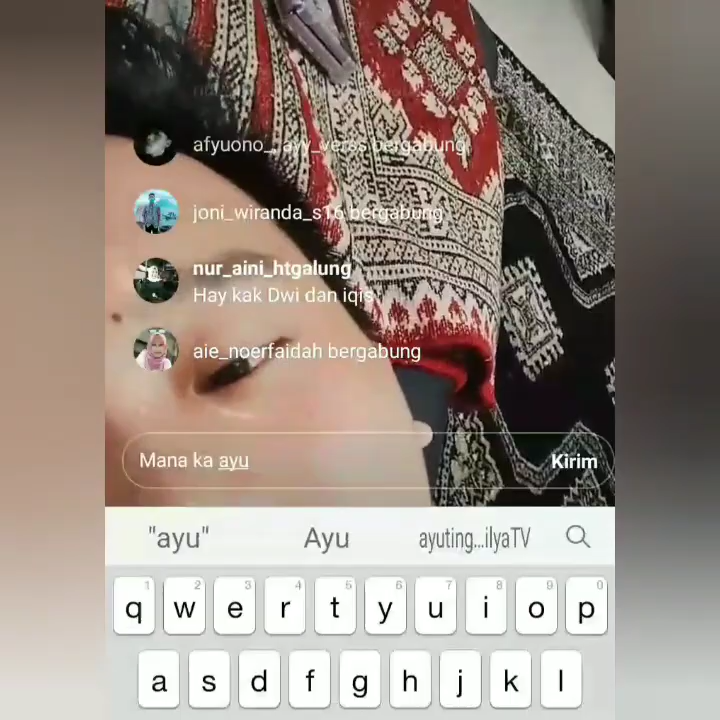 afyuono_, ayy_verss bergabung
joni_wiranda_s16 bergabung
nur_aini_htgalung
Hay kak Dwi dan iqis
aie_noerfaidah bergabung
Mana ka ayu
Kirim
"ayu" Ayu ayuting...ilyaTV
1 2 3 4 5 6 7 8 9 0
q w e r t y u i o p
a s d f g h j k l